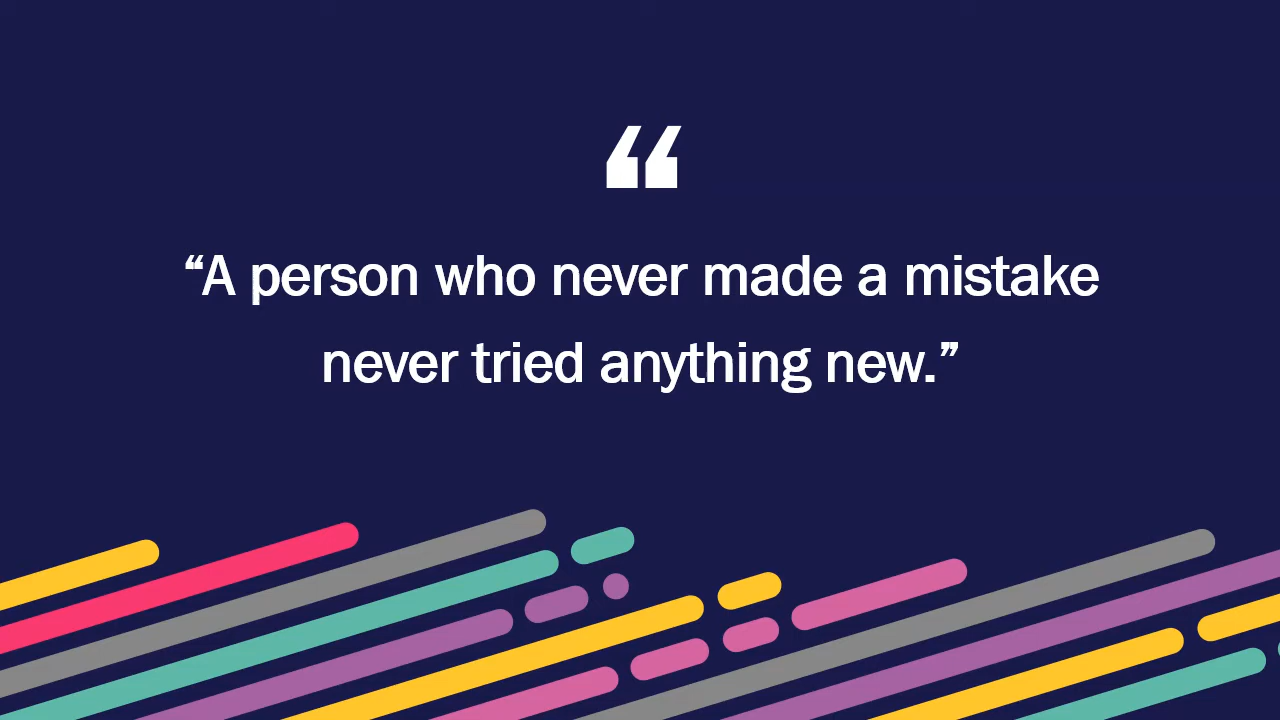 “
“A person who never made a mistake
never tried anything new.”